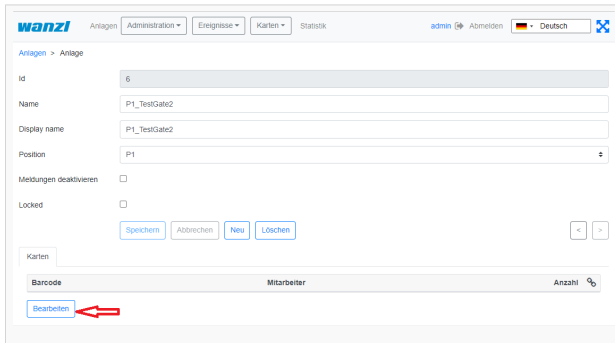 wanzl Anlagen Administration Ereignisse Karten Statistik admin Abmelden Deutsch
Anlagen > Anlage
Id 6
Name P1_TestGate2
Display name P1_TestGate2
Position P1
Meldungen deaktivieren
Locked
Speichern Abbrechen Neu Löschen < >
Karten
Barcode Mitarbeiter Anzahl
Bearbeiten